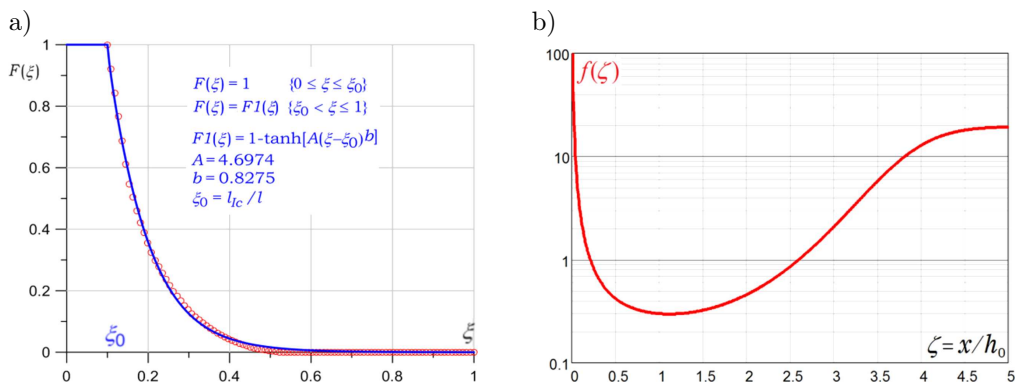 a)
F(ξ)
1
0.8
0.6
0.4
0.2
0
0 0.2 0.4 0.6 0.8 1
F(ξ) = 1 {0 ≤ ξ ≤ ξ₀}
F(ξ) = F1(ξ) {ξ₀ < ξ ≤ 1}
F1(ξ) = 1-tanh[A(ξ−ξ₀)ᵇ]
A = 4.6974
b = 0.8275
ξ₀ = l_Ic / l
ξ₀
ξ
b)
100
10
1
0.1
f(ζ)
ζ = x/h₀
0 0.5 1 1.5 2 2.5 3 3.5 4 4.5 5